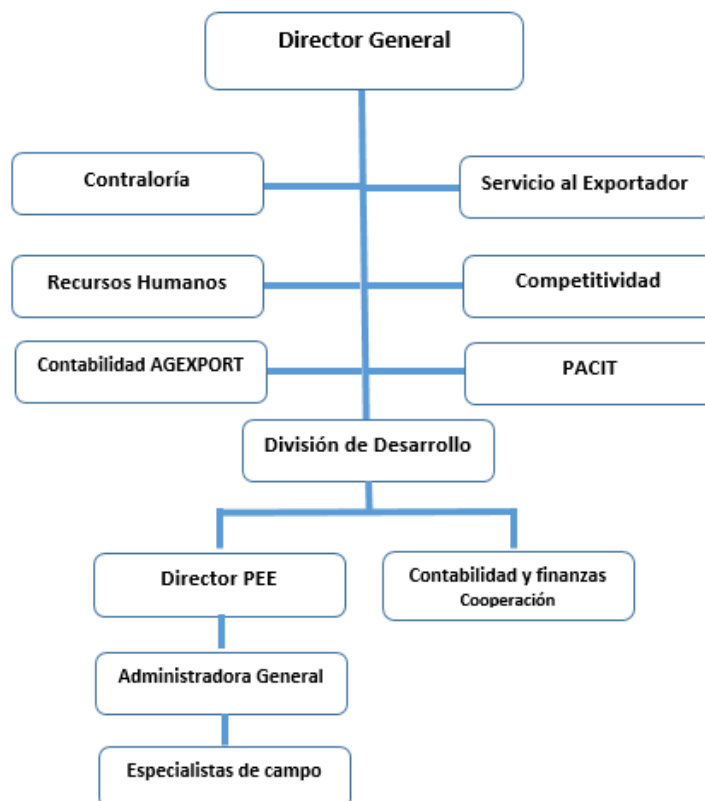 Director General
Contraloría
Servicio al Exportador
Recursos Humanos
Competitividad
Contabilidad AGEXPORT
PACIT
División de Desarrollo
Director PEE
Contabilidad y finanzas
Cooperación
Administradora General
Especialistas de campo